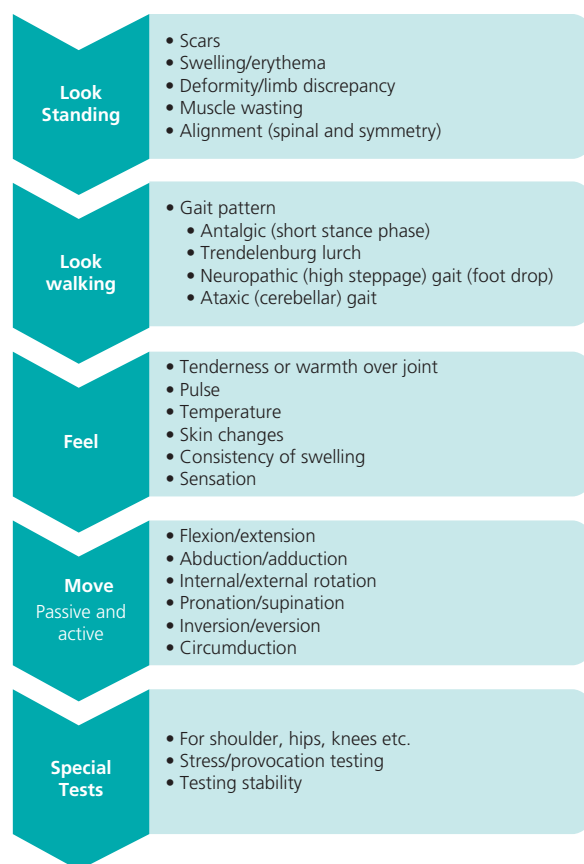 Look
Standing
• Scars
• Swelling/erythema
• Deformity/limb discrepancy
• Muscle wasting
• Alignment (spinal and symmetry)
Look
walking
• Gait pattern
• Antalgic (short stance phase)
• Trendelenburg lurch
• Neuropathic (high steppage) gait (foot drop)
• Ataxic (cerebellar) gait
Feel
• Tenderness or warmth over joint
• Pulse
• Temperature
• Skin changes
• Consistency of swelling
• Sensation
Move
Passive and
active
• Flexion/extension
• Abduction/adduction
• Internal/external rotation
• Pronation/supination
• Inversion/eversion
• Circumduction
Special
Tests
• For shoulder, hips, knees etc.
• Stress/provocation testing
• Testing stability